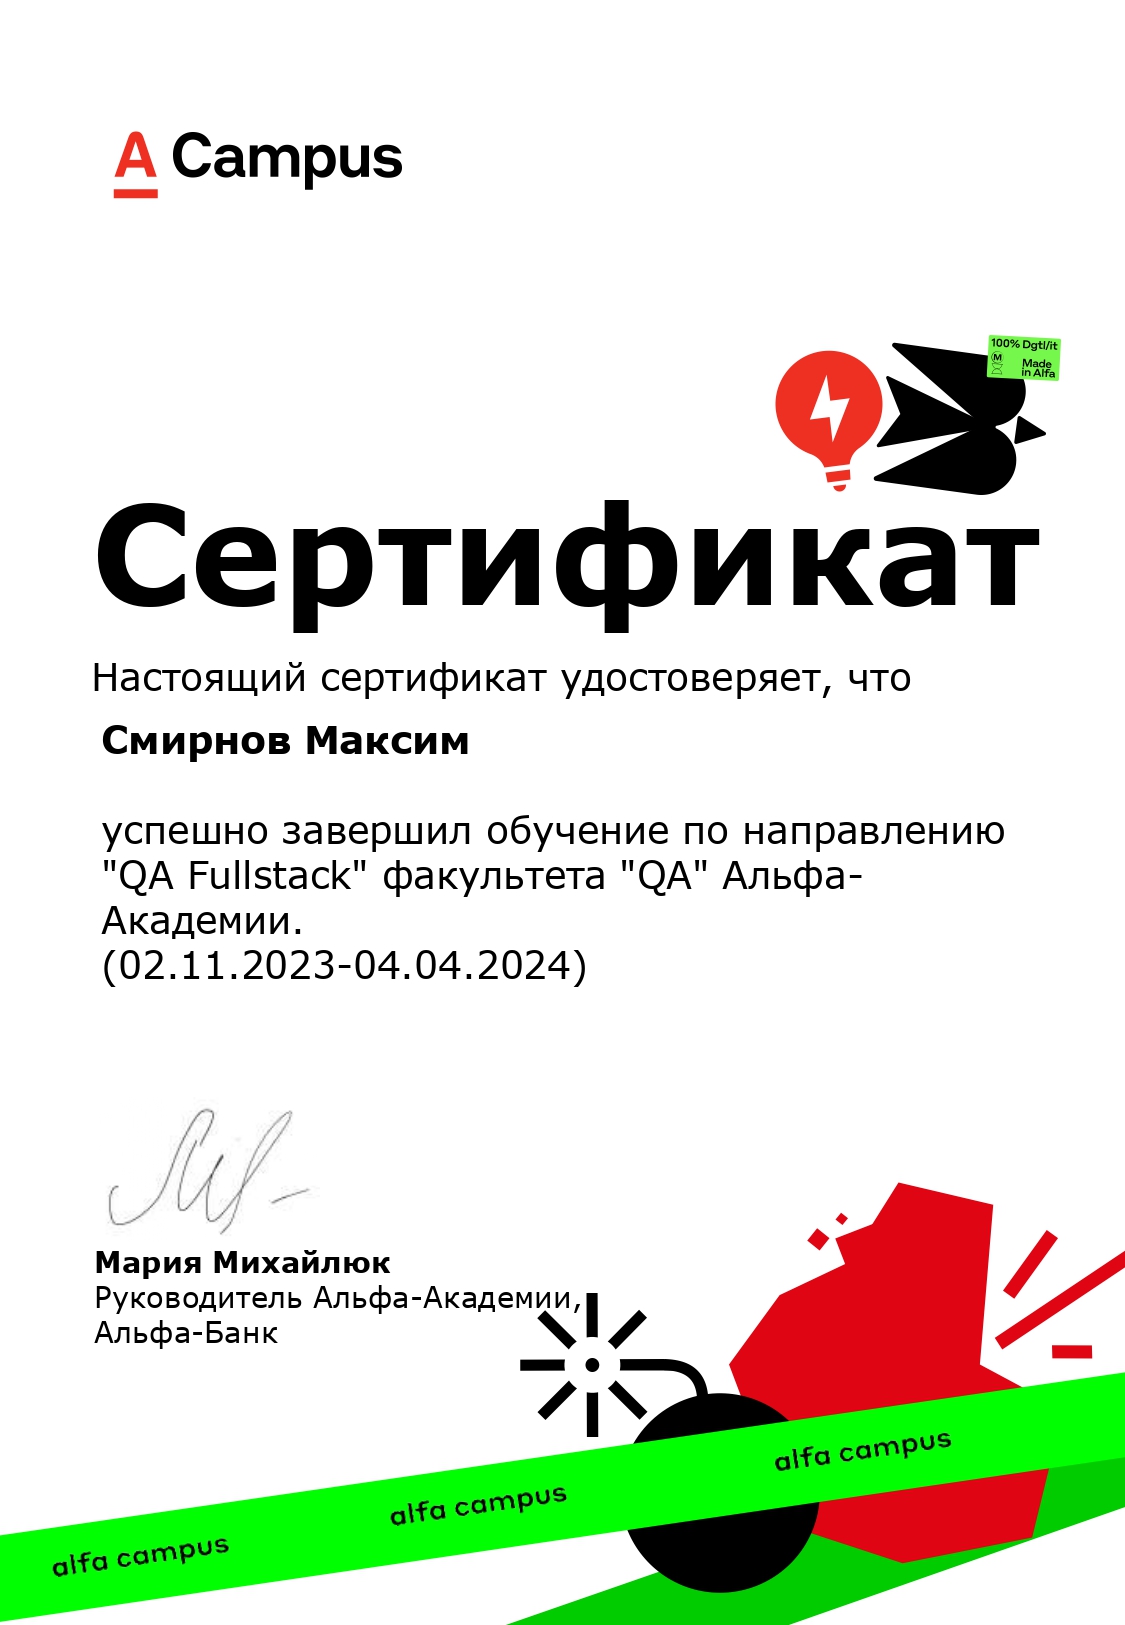 A Campus
100% Dgtl/it
M
Made
in Alfa
Сертификат
Настоящий сертификат удостоверяет, что
Смирнов Максим
успешно завершил обучение по направлению
"QA Fullstack" факультета "QA" Альфа-
Академии.
(02.11.2023-04.04.2024)
Мария Михайлюк
Руководитель Альфа-Академии,
Альфа-Банк
alfa campus
alfa campus
alfa campus